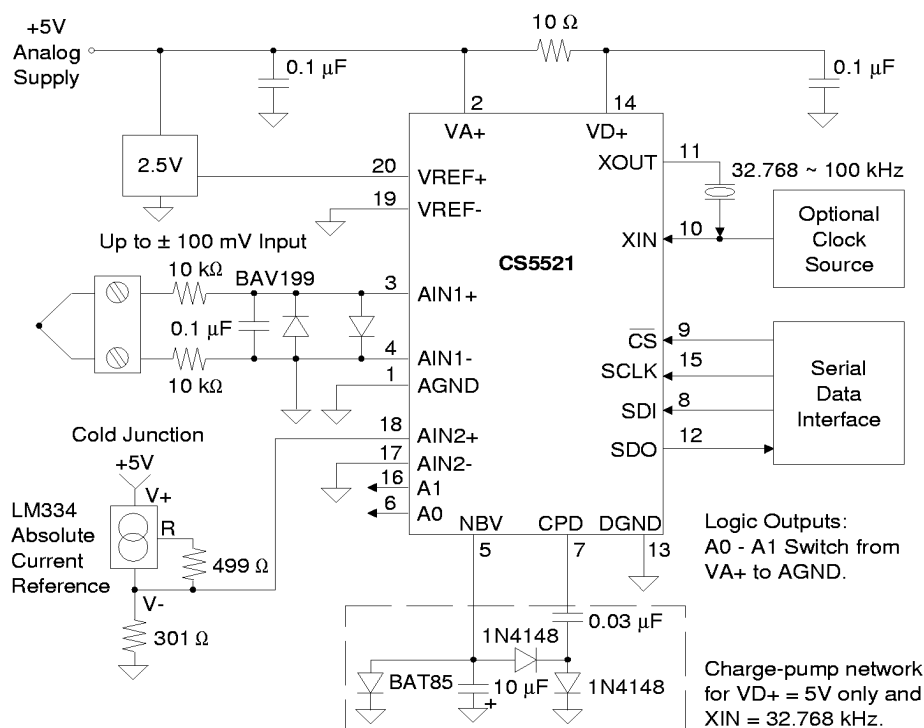 +5V
Analog
Supply
10 Ω
0.1 µF
0.1 µF
2
14
VA+
VD+
2.5V
20
VREF+
19
VREF-
XOUT
11
32.768 ~ 100 kHz
XIN
10
Optional
Clock
Source
CS5521
Up to ± 100 mV Input
10 kΩ
BAV199
3
AIN1+
0.1 µF
4
AIN1-
10 kΩ
1
AGND
CS
9
SCLK
15
SDI
8
SDO
12
Serial
Data
Interface
18
AIN2+
17
AIN2-
16
A1
6
A0
Cold Junction
+5V
V+
LM334
Absolute
Current
Reference
R
499 Ω
V-
301 Ω
NBV
CPD
DGND
5
7
13
Logic Outputs:
A0 - A1 Switch from
VA+ to AGND.
0.03 µF
1N4148
BAT85
10 µF
+
1N4148
Charge-pump network
for VD+ = 5V only and
XIN = 32.768 kHz.